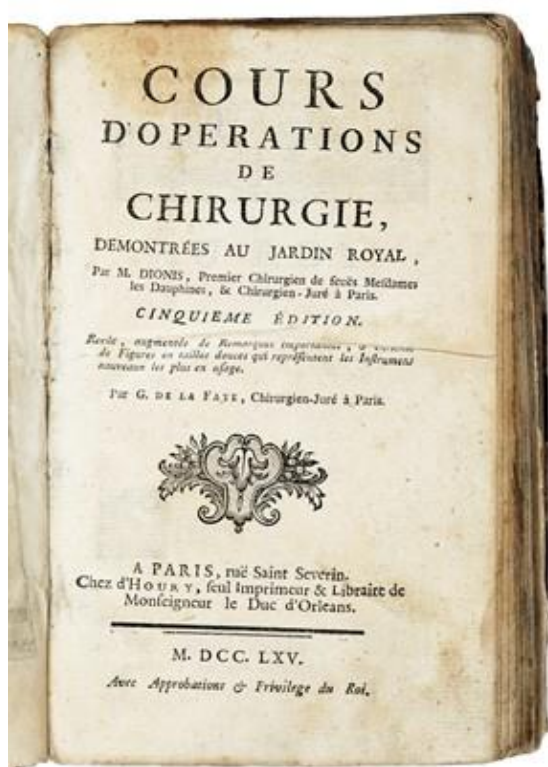 COURS
D'OPERATIONS
DE
CHIRURGIE,
DEMONTRÉES AU JARDIN ROYAL,
Par M. DIONIS, Premier Chirurgien de feuës Mesdames
les Dauphines, & Chirurgien-Juré à Paris.
CINQUIEME ÉDITION.
Revûë, augmentée de Remarques importantes, &
de Figures en tailles douces qui représentent les Instrument
nouveaux les plus en usage.
Par G. DE LA FAYE, Chirurgien-Juré à Paris.
A PARIS, ruë Saint Severin.
Chez d'HOURY, seul Imprimeur & Libraire de
Monseigneur le Duc d'Orleans.
M. DCC. LXV.
Avec Approbations & Privilege du Roi.